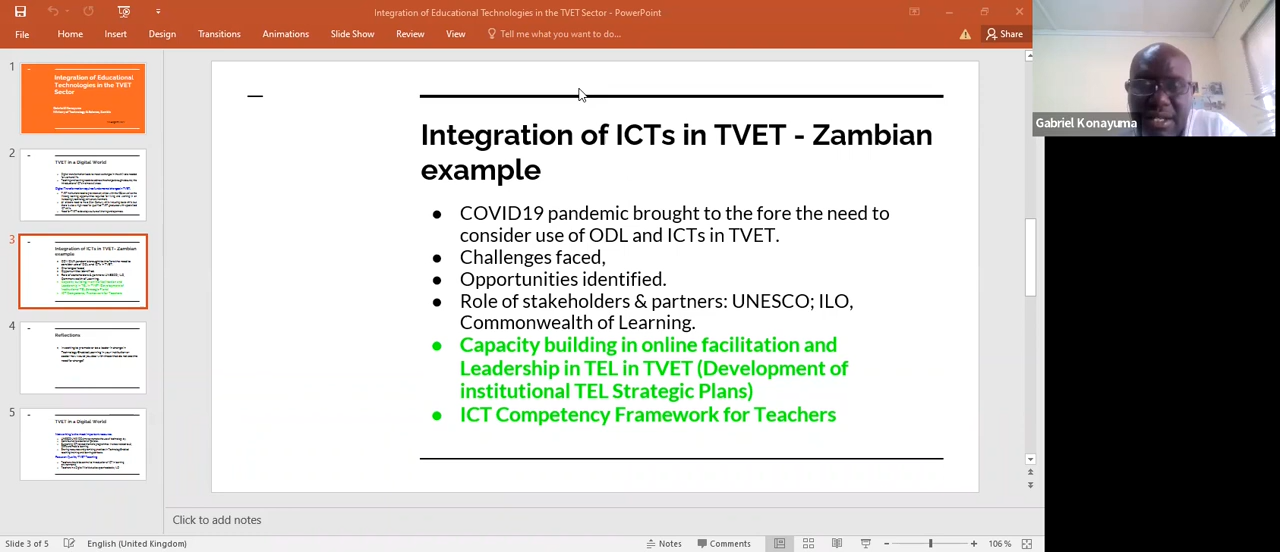 Integration of Educational Technologies in the TVET Sector - PowerPoint
File Home Insert Design Transitions Animations Slide Show Review View Tell me what you want to do... Share
1
Integration of Educational
Technologies in the TVET
Sector
2
TVET in a Digital World
3
Integration of ICTs in TVET- Zambian
example
4
Reflections
5
TVET in a Digital World
Integration of ICTs in TVET - Zambian
example
● COVID19 pandemic brought to the fore the need to
consider use of ODL and ICTs in TVET.
● Challenges faced,
● Opportunities identified.
● Role of stakeholders & partners: UNESCO; ILO,
Commonwealth of Learning.
● Capacity building in online facilitation and
Leadership in TEL in TVET (Development of
institutional TEL Strategic Plans)
● ICT Competency Framework for Teachers
Gabriel Konayuma
Click to add notes
Slide 3 of 5 English (United Kingdom) Notes Comments 106 %